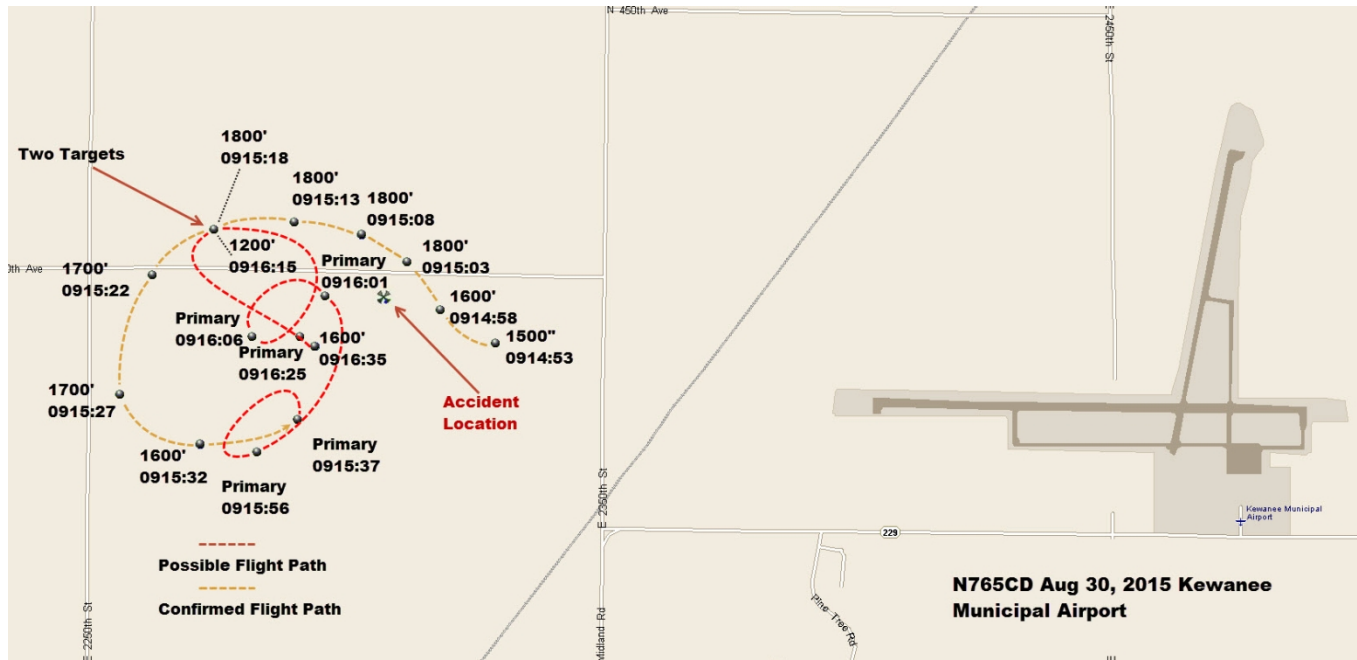 N 450th Ave
E 2450th St
1800'
0915:18
Two Targets
1800'
0915:13
1800'
0915:08
1200'
0916:15
1800'
0915:03
0th Ave
1700'
0915:22
Primary
0916:01
1600'
0914:58
Primary
0916:06
1600'
0916:35
1500"
0914:53
Primary
0916:25
1700'
0915:27
Accident
Location
1600'
0915:32
Primary
0915:37
Primary
0915:56
E 2350th St
Kewanee Municipal
Airport
229
Possible Flight Path
Confirmed Flight Path
N765CD Aug 30, 2015 Kewanee
Municipal Airport
E 2250th St
Midland Rd
Pine Tree Rd
E